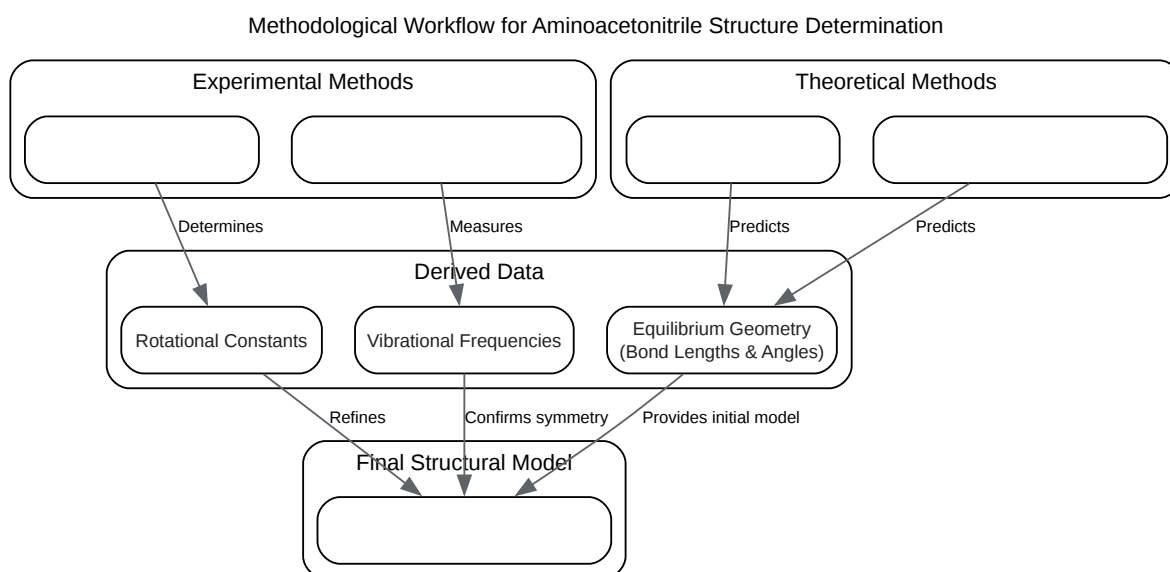 Methodological Workflow for Aminoacetonitrile Structure Determination
Experimental Methods
Theoretical Methods
Determines
Measures
Predicts
Predicts
Derived Data
Rotational Constants
Vibrational Frequencies
Equilibrium Geometry
(Bond Lengths & Angles)
Refines
Confirms symmetry
Provides initial model
Final Structural Model